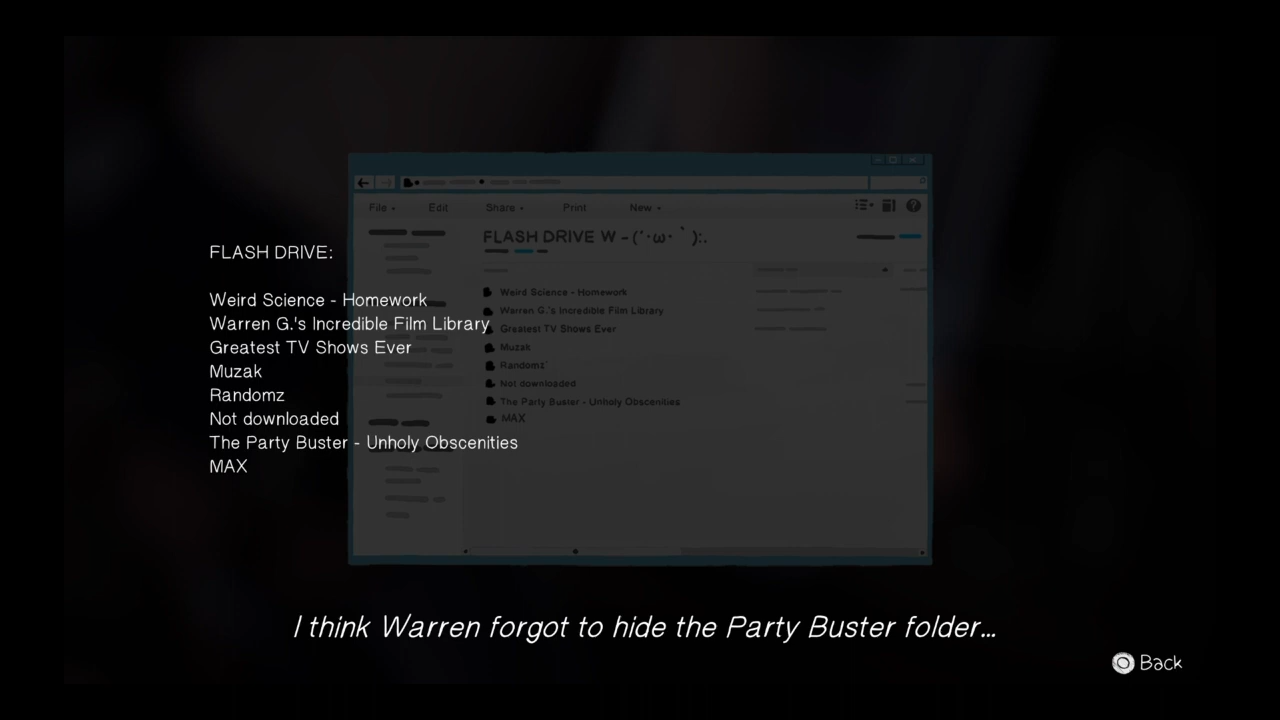 File
Edit
Share
Print
New
FLASH DRIVE W - (´･ω･`):.
FLASH DRIVE:
Weird Science - Homework
Warren G.'s Incredible Film Library
Greatest TV Shows Ever
Muzak
Randomz
Not downloaded
The Party Buster - Unholy Obscenities
MAX
Weird Science - Homework
Warren G.'s Incredible Film Library
Greatest TV Shows Ever
Muzak
Randomz'
Not downloaded
The Party Buster - Unholy Obscenities
MAX
I think Warren forgot to hide the Party Buster folder...
Back